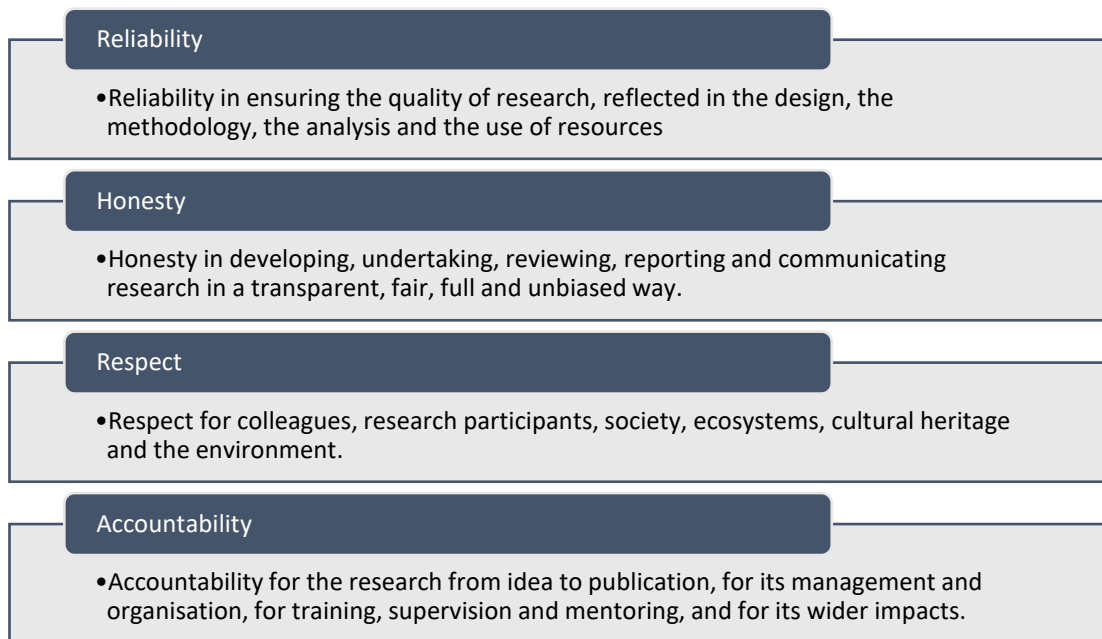 Reliability
•Reliability in ensuring the quality of research, reflected in the design, the
methodology, the analysis and the use of resources
Honesty
•Honesty in developing, undertaking, reviewing, reporting and communicating
research in a transparent, fair, full and unbiased way.
Respect
•Respect for colleagues, research participants, society, ecosystems, cultural heritage
and the environment.
Accountability
•Accountability for the research from idea to publication, for its management and
organisation, for training, supervision and mentoring, and for its wider impacts.